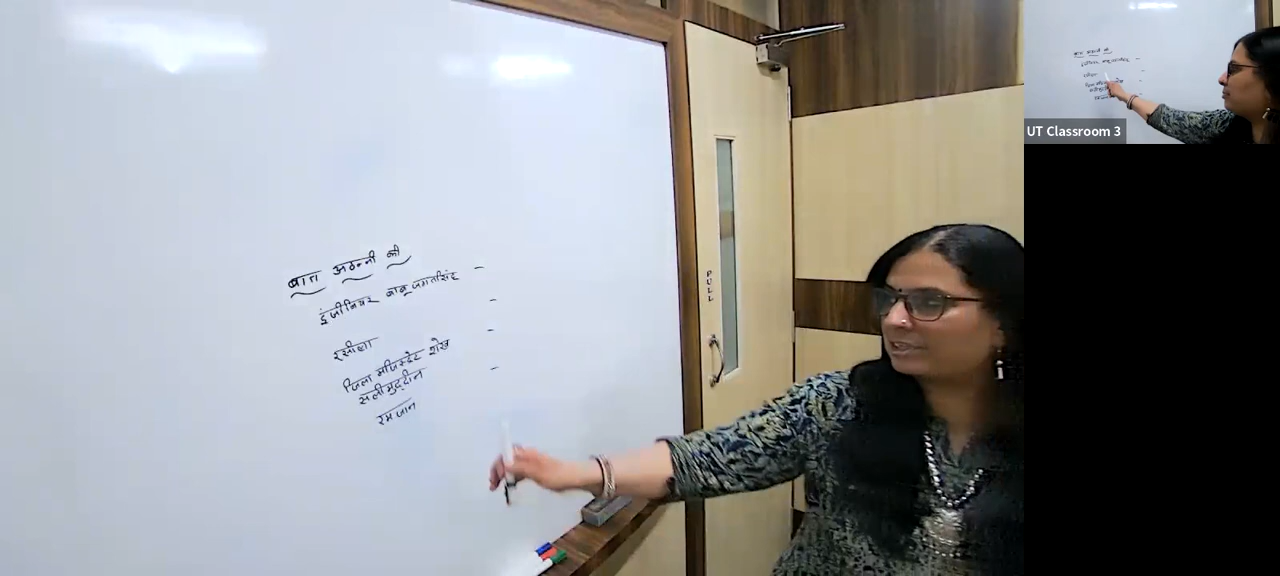 बात अठन्नी की
इंजीनियर बाबू जगतसिंह -
रसीला -
जिला मजिस्ट्रेट शेख -
सलीमुद्दीन
रमजान -
PULL
UT Classroom 3